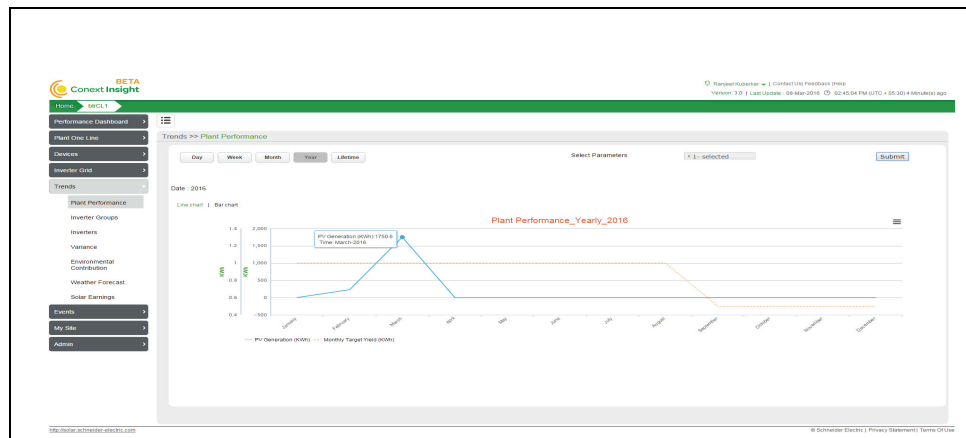 BETA
Conext Insight
Ranjeet Kuberkar | Contact Us| Feedback |Help
Version: 3.0 | Last Update : 08-Mar-2016 02:45:04 PM (UTC + 05:30) 4 Minute(s) ago
Home
Performance Dashboard
Plant One Line
Devices
Inverter Grid
Trends
Plant Performance
Inverter Groups
Inverters
Variance
Environmental
Contribution
Weather Forecast
Solar Earnings
Events
My Site
Admin
Trends >> Plant Performance
Day Week Month Year Lifetime
Select Parameters 1- selected Submit
Date : 2016
Line chart | Bar chart
Plant Performance_Yearly_2016
1.4 2,000
1.2 1,500
1 1,000
0.8 500
0.6 0
0.4 -500
KWh KWh
PV Generation (KWh):1750.6
Time: March-2016
January February March April May June July August September October November December
PV Generation (KWh) Monthly Target Yield (KWh)
http://solar.schneider-electric.com
© Schneider Electric | Privacy Statement | Terms Of Use